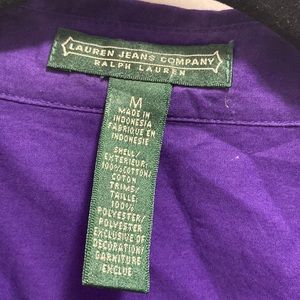 LAUREN JEANS COMPANY
RALPH LAUREN
M
MADE IN
INDONESIA
FABRIQUE EN
INDONESIE
SHELL/
EXTERIEUR:
100%COTTON/
COTON
TRIMS/
TAILLE:
100%
POLYESTER/
POLYESTER
EXCLUSIVE OF
DECORATION/
GARNITURE
EXCLUE